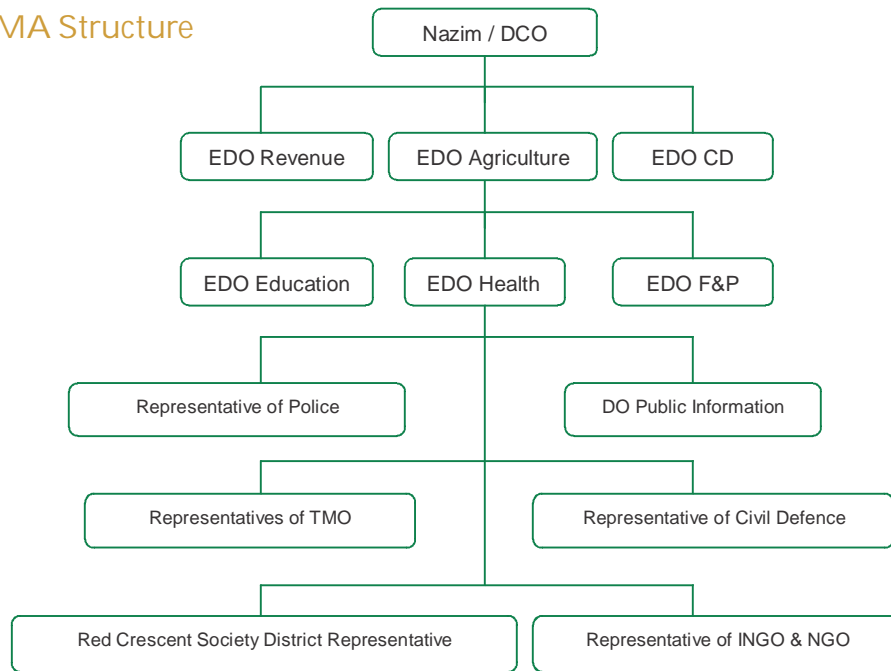 MA Structure
Nazim / DCO
EDO Revenue
EDO Agriculture
EDO CD
EDO Education
EDO Health
EDO F&P
Representative of Police
DO Public Information
Representatives of TMO
Representative of Civil Defence
Red Crescent Society District Representative
Representative of INGO & NGO